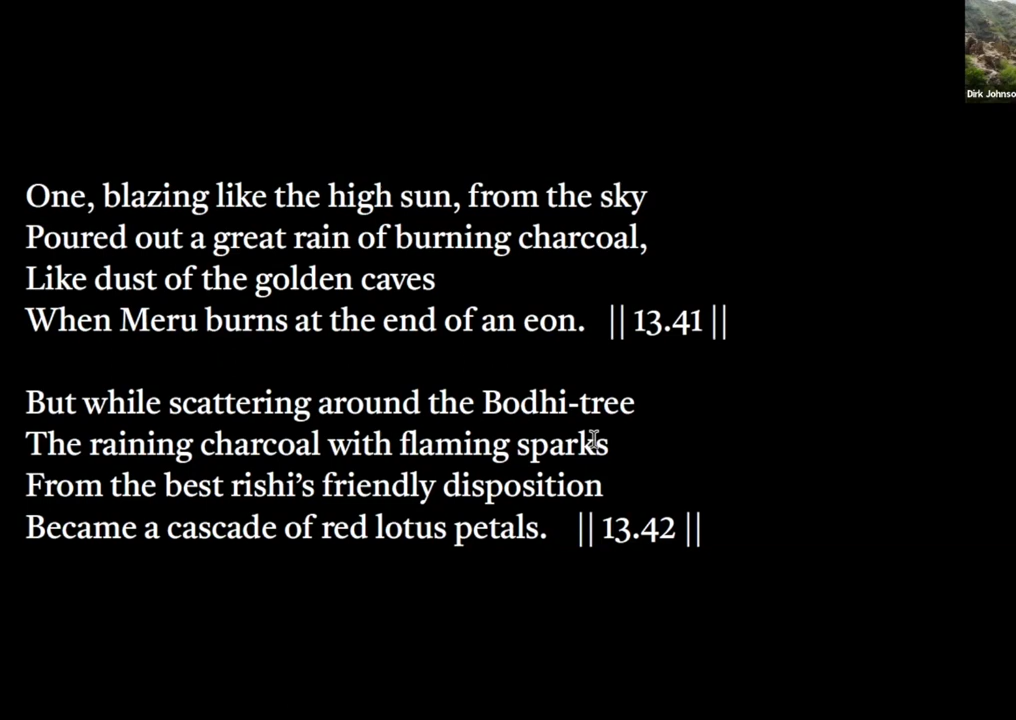 Dirk Johnso
One, blazing like the high sun, from the sky
Poured out a great rain of burning charcoal,
Like dust of the golden caves
When Meru burns at the end of an eon. || 13.41 ||
But while scattering around the Bodhi-tree
The raining charcoal with flaming sparks
From the best rishi’s friendly disposition
Became a cascade of red lotus petals. || 13.42 ||